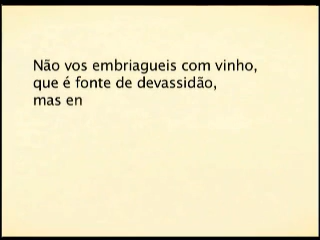 Não vos embriagueis com vinho,
que é fonte de devassidão,
mas en